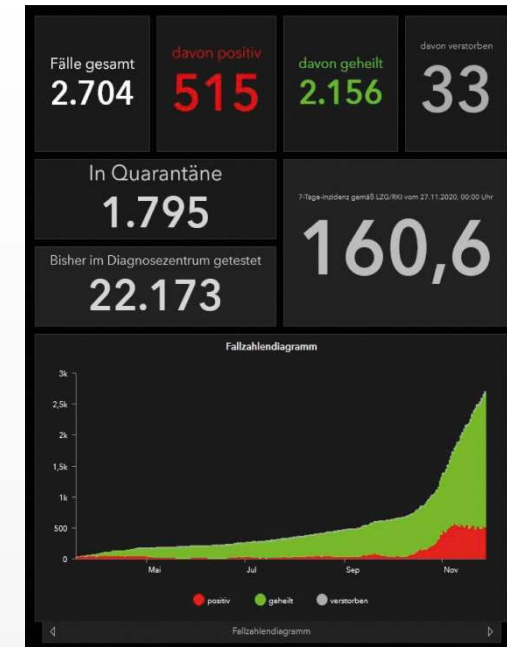 Fälle gesamt
2.704
davon positiv
515
davon geheilt
2.156
davon verstorben
33
In Quarantäne
1.795
Bisher im Diagnosezentrum getestet
22.173
7-Tage-Inzidenz gemäß LZG/RKI vom 27.11.2020, 00:00 Uhr
160,6
Fallzahlendiagramm
3k
2,5k
2k
1,5k
1k
500
0
Mai Jul Sep Nov
positiv geheilt verstorben
Fallzahlendiagramm